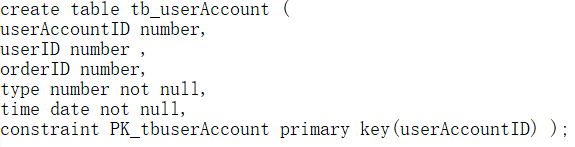 create table tb_userAccount (
userAccountID number,
userID number ,
orderID number,
type number not null,
time date not null,
constraint PK_tbuserAccount primary key(userAccountID) );